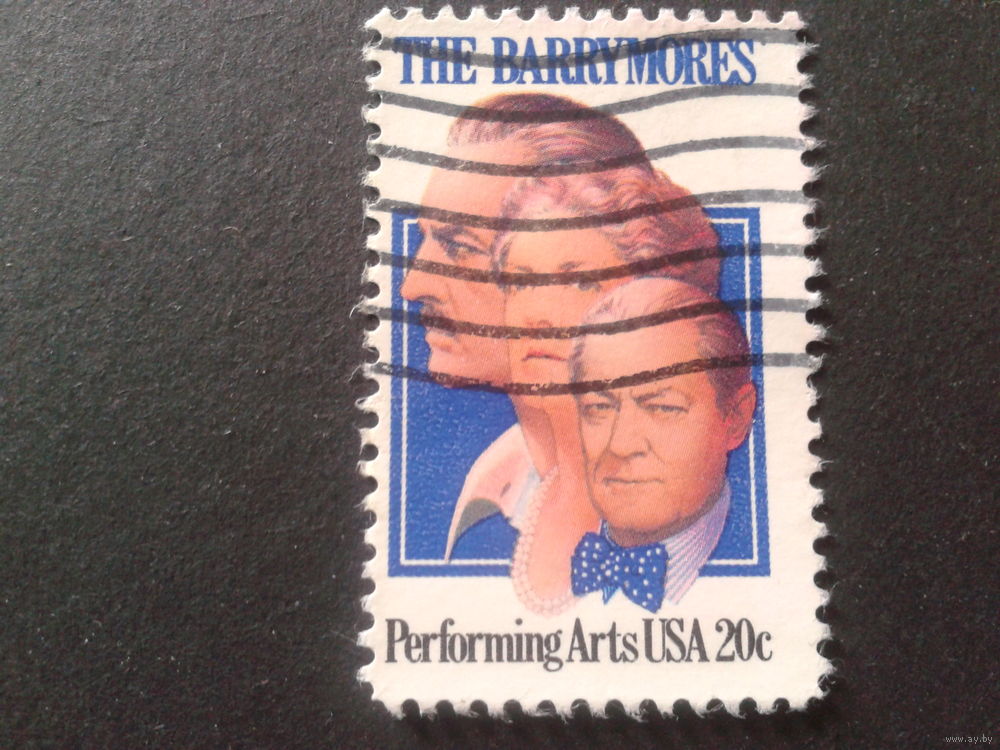 THE BARRYMORES
Performing Arts USA 20c
www.ay.by